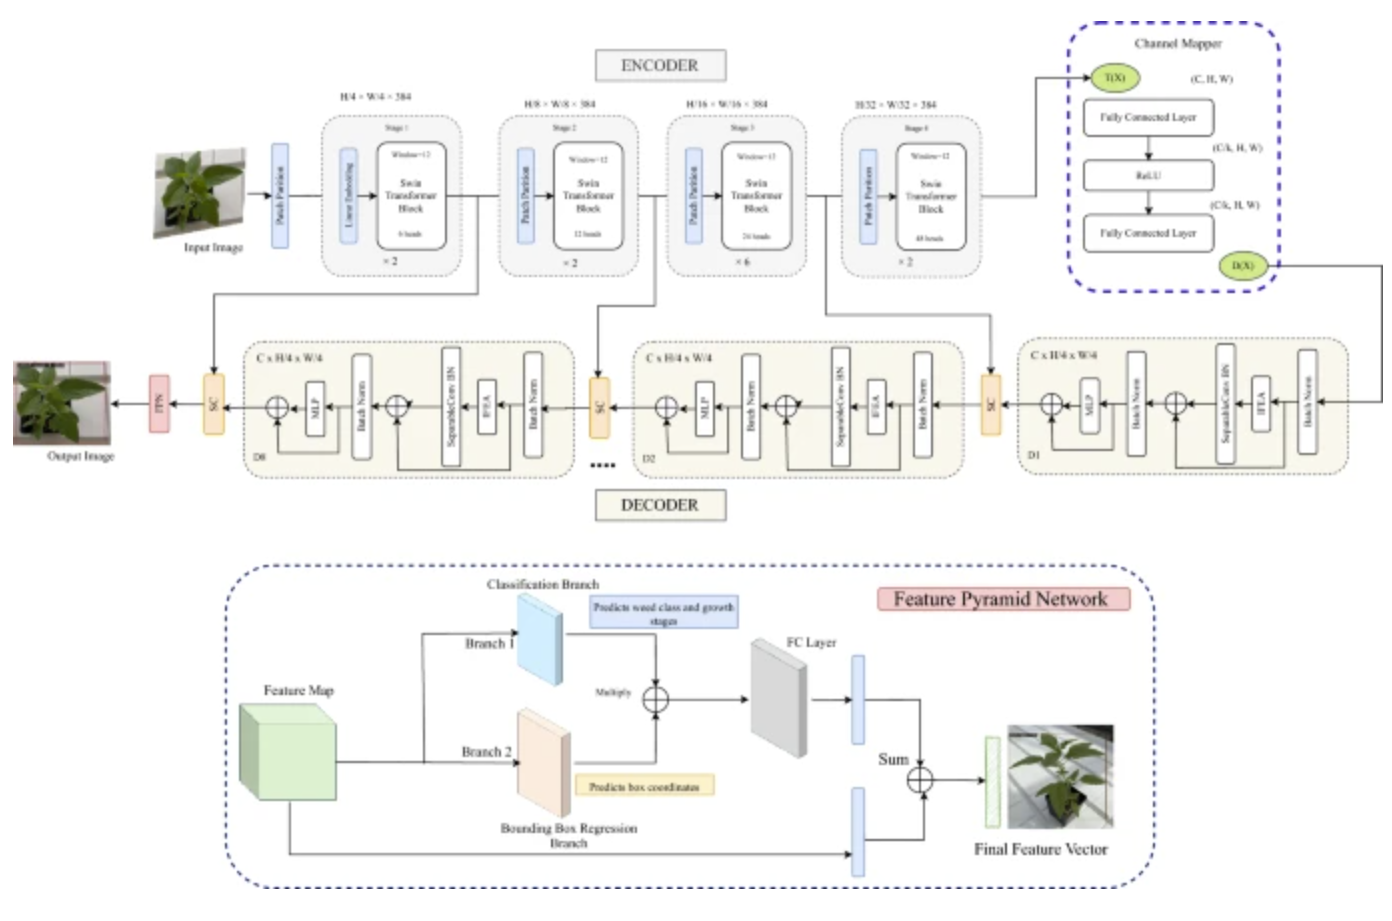 ENCODER
Channel Mapper
T(X)
(C, H, W)
Fully Connected Layer
(C/k, H, W)
ReLU
(C/k, H, W)
Fully Connected Layer
D(X)
H/4 × W/4 × 384
H/8 × W/8 × 384
H/16 × W/16 × 384
H/32 × W/32 × 384
Input Image
Patch Partition
Stage 1
Linear Embedding
Window=12
Swin
Transformer
Block
6 heads
× 2
Stage 2
Patch Partition
Window=12
Swin
Transformer
Block
12 heads
× 2
Stage 3
Patch Partition
Window=12
Swin
Transformer
Block
24 heads
× 6
Stage 4
Patch Partition
Window=12
Swin
Transformer
Block
48 heads
× 2
Output Image
FPN
SC
C x H/4 x W/4
MLP
Batch Norm
SeparableConv BN
IFEA
Batch Norm
D0
SC
....
C x H/4 x W/4
MLP
Batch Norm
SeparableConv BN
IFEA
Batch Norm
D2
SC
C x H/4 x W/4
MLP
Batch Norm
SeparableConv BN
IFEA
Batch Norm
D1
DECODER
Feature Pyramid Network
Classification Branch
Predicts weed class and growth
stages
Branch 1
FC Layer
Feature Map
Multiply
Branch 2
Predicts box coordinates
Bounding Box Regression
Branch
Sum
Final Feature Vector